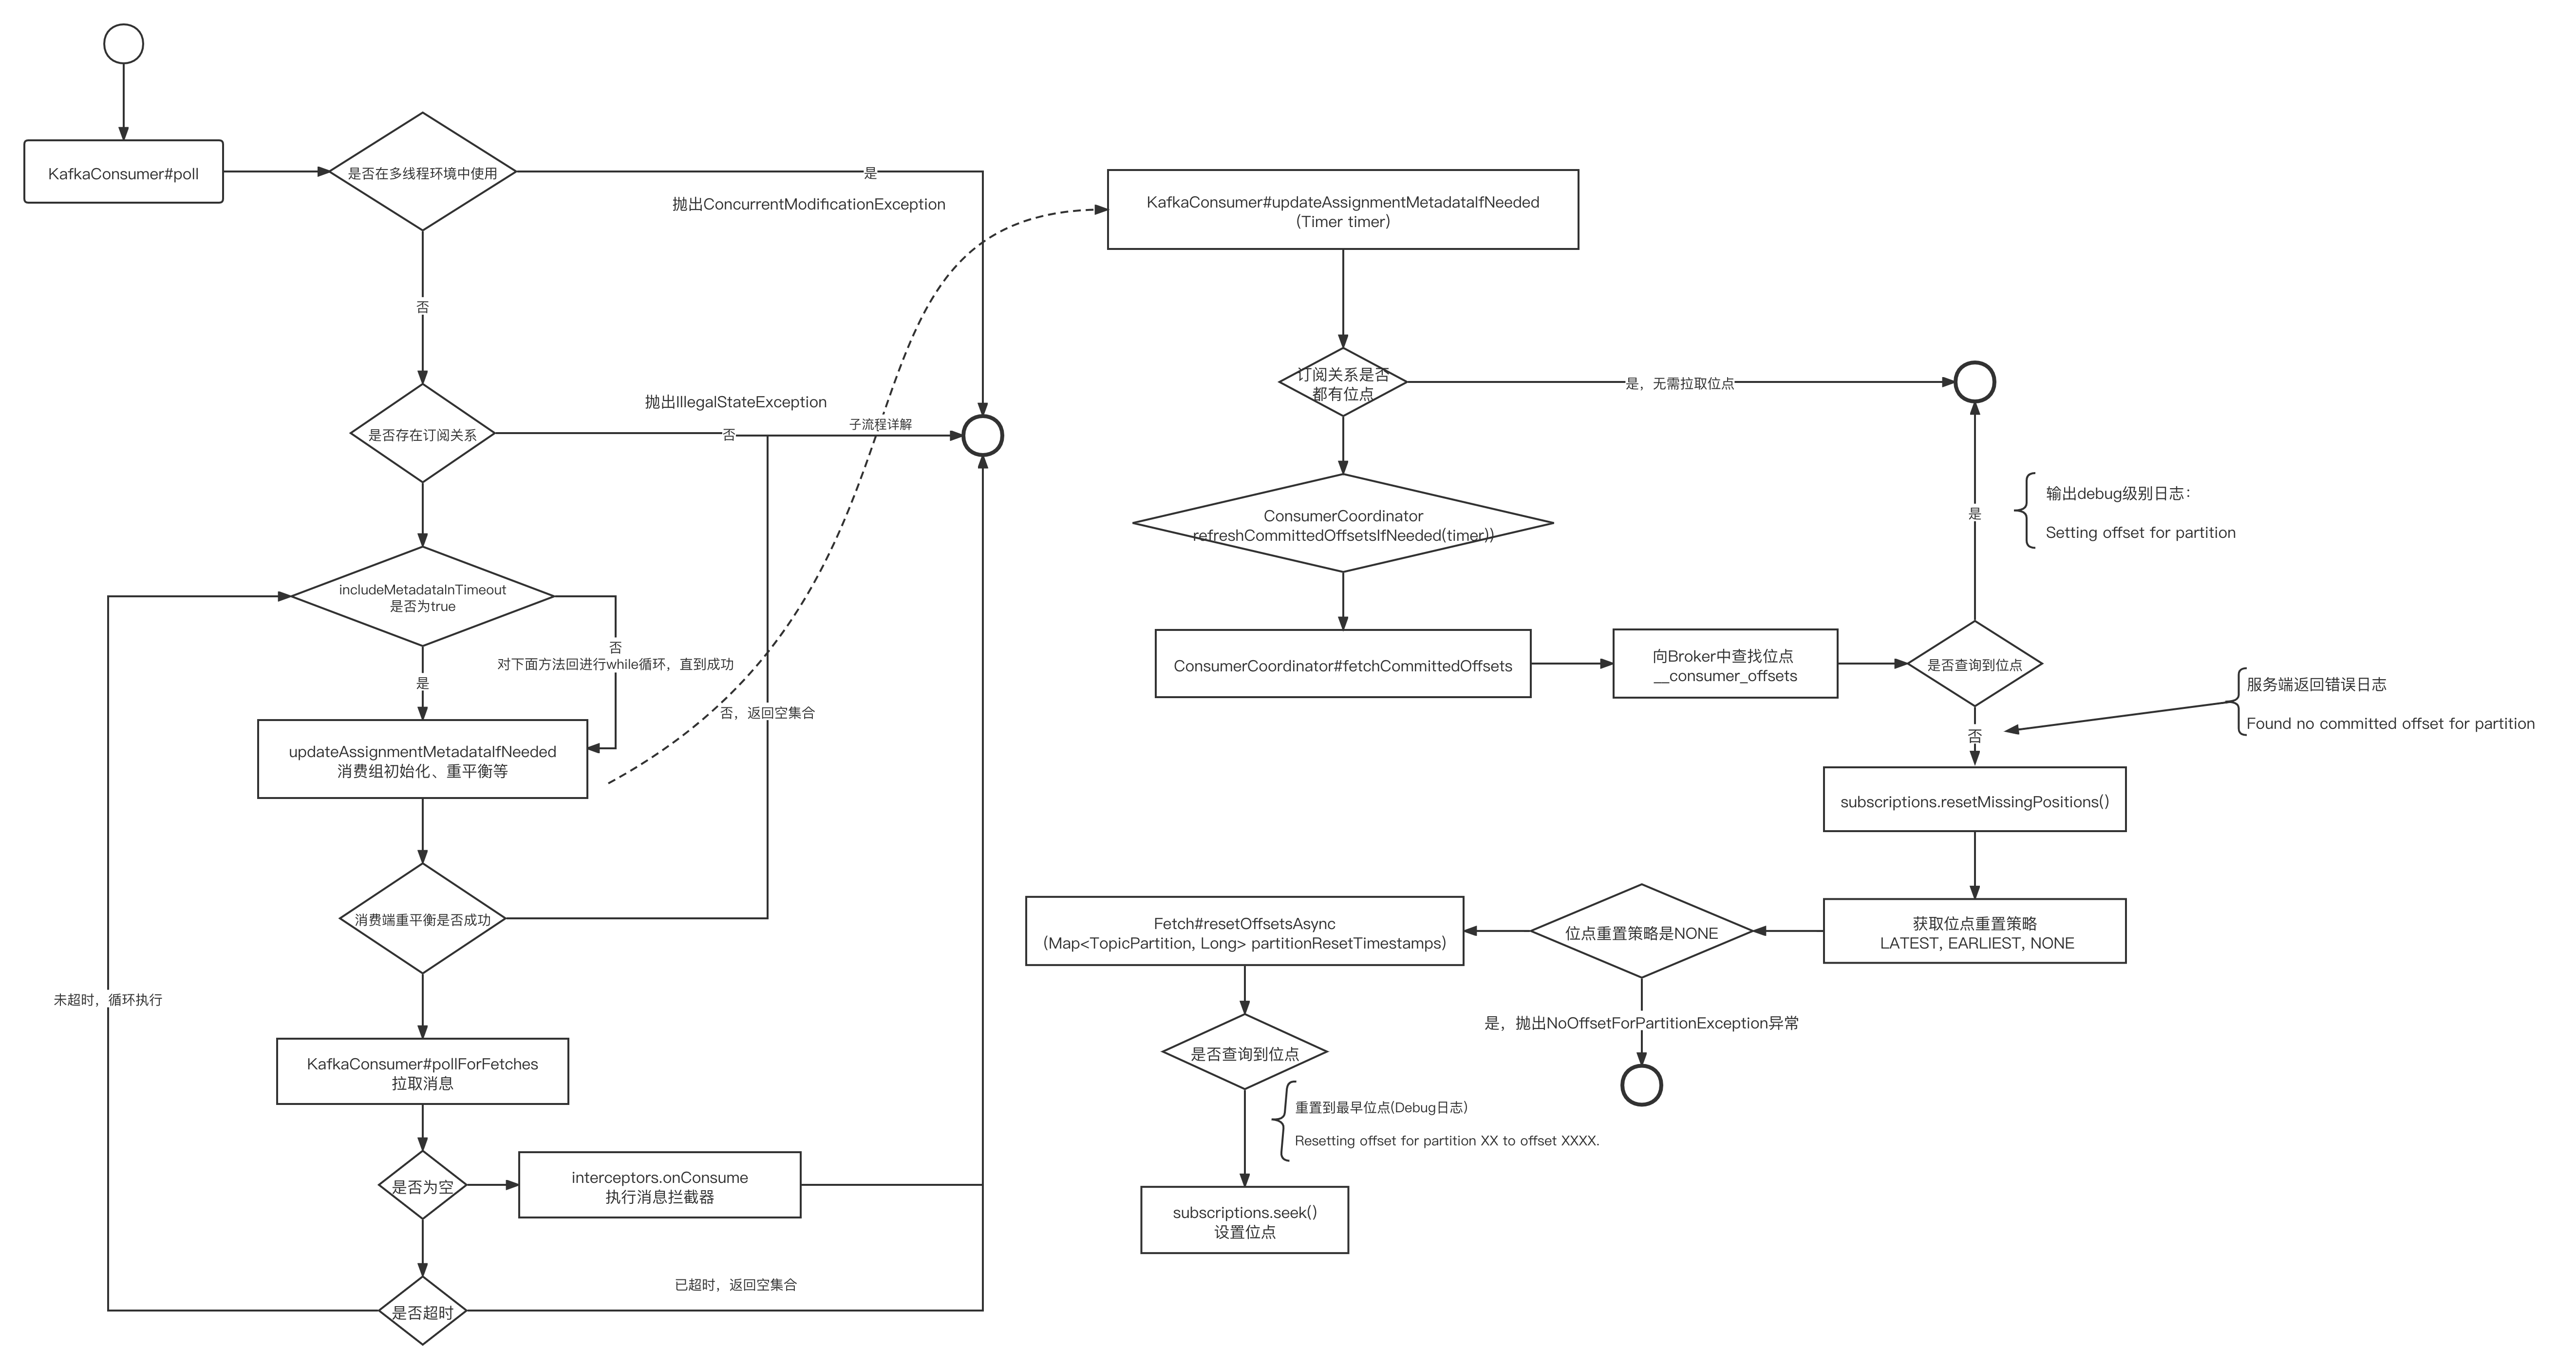 KafkaConsumer#poll
是否在多线程环境中使用
是
抛出ConcurrentModificationException
否
是否存在订阅关系
抛出IllegalStateException
否
子流程详解
includeMetadataInTimeout
是否为true
否
对下面方法回进行while循环，直到成功
是
updateAssignmentMetadataIfNeeded
消费组初始化、重平衡等
否，返回空集合
消费端重平衡是否成功
未超时，循环执行
KafkaConsumer#pollForFetches
拉取消息
是否为空
interceptors.onConsume
执行消息拦截器
已超时，返回空集合
是否超时
KafkaConsumer#updateAssignmentMetadataIfNeeded
(Timer timer)
订阅关系是否
都有位点
是，无需拉取位点
ConsumerCoordinator
refreshCommittedOffsetsIfNeeded(timer))
是
输出debug级别日志：
Setting offset for partition
ConsumerCoordinator#fetchCommittedOffsets
向Broker中查找位点
__consumer_offsets
是否查询到位点
服务端返回错误日志
Found no committed offset for partition
否
subscriptions.resetMissingPositions()
获取位点重置策略
LATEST, EARLIEST, NONE
位点重置策略是NONE
Fetch#resetOffsetsAsync
(Map<TopicPartition, Long> partitionResetTimestamps)
是，抛出NoOffsetForPartitionException异常
是否查询到位点
重置到最早位点(Debug日志)
Resetting offset for partition XX to offset XXXX.
subscriptions.seek()
设置位点